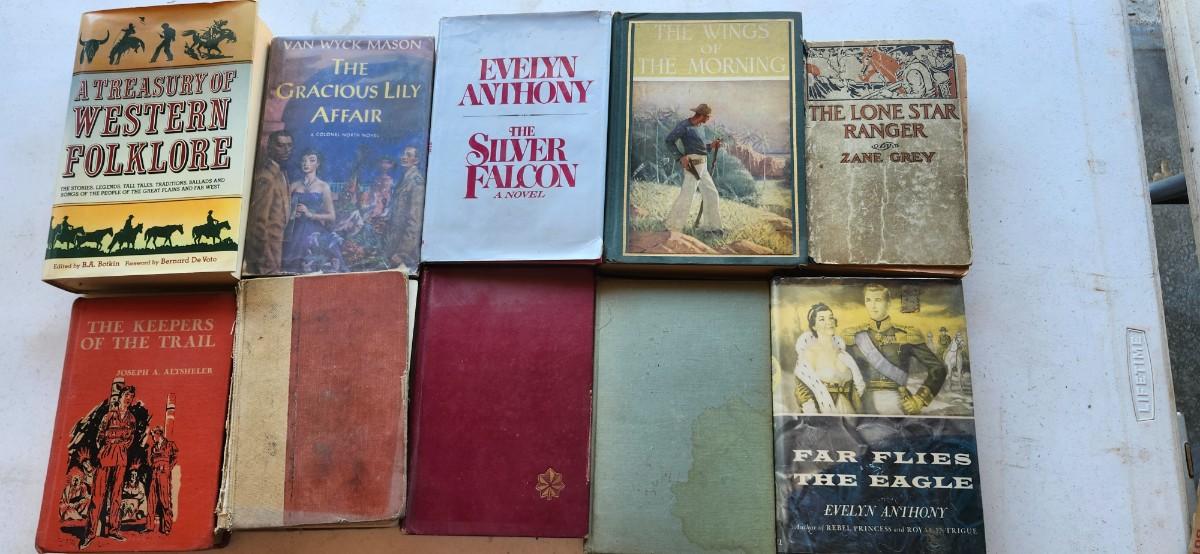 A TREASURY OF
WESTERN
FOLKLORE
THE STORIES, LEGENDS, TALL TALES, TRADITIONS, BALLADS AND
SONGS OF THE PEOPLE OF THE GREAT PLAINS AND FAR WEST
Edited by B.A. Botkin Foreword by Bernard De Voto
VAN WYCK MASON
THE
GRACIOUS LILY
AFFAIR
A COLONEL NORTH NOVEL
EVELYN
ANTHONY
THE
SILVER
FALCON
A NOVEL
THE WINGS
OF
THE MORNING
THE LONE STAR
RANGER
BY
ZANE GREY
THE KEEPERS
OF THE TRAIL
JOSEPH A. ALTSHELER
FAR FLIES
THE EAGLE
EVELYN ANTHONY
Author of REBEL PRINCESS and ROYAL INTRIGUE
LIFETIME